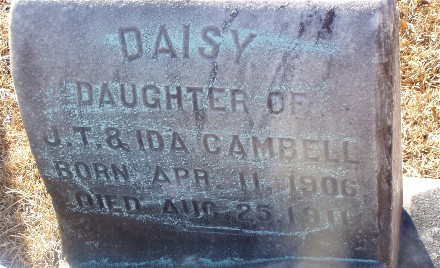 DAISY
DAUGHTER OF
J.T. & IDA CAMBELL
BORN APR. 11, 1906
DIED AUG. 25, 1911